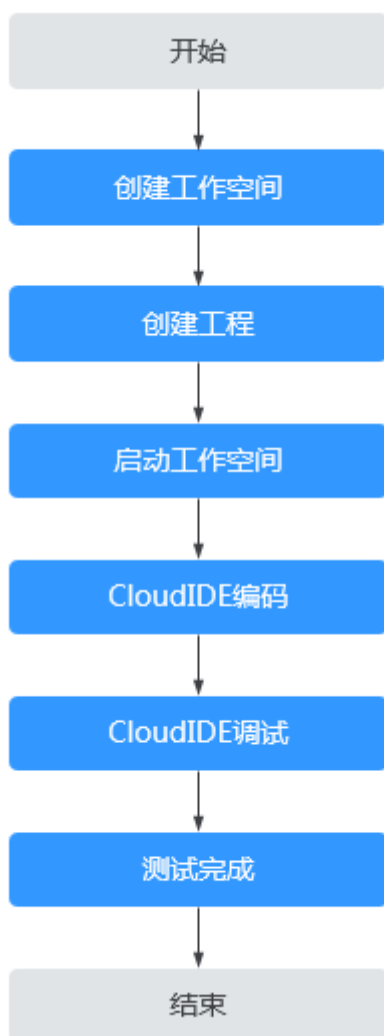 开始
创建工作空间
创建工程
启动工作空间
CloudIDE编码
CloudIDE调试
测试完成
结束